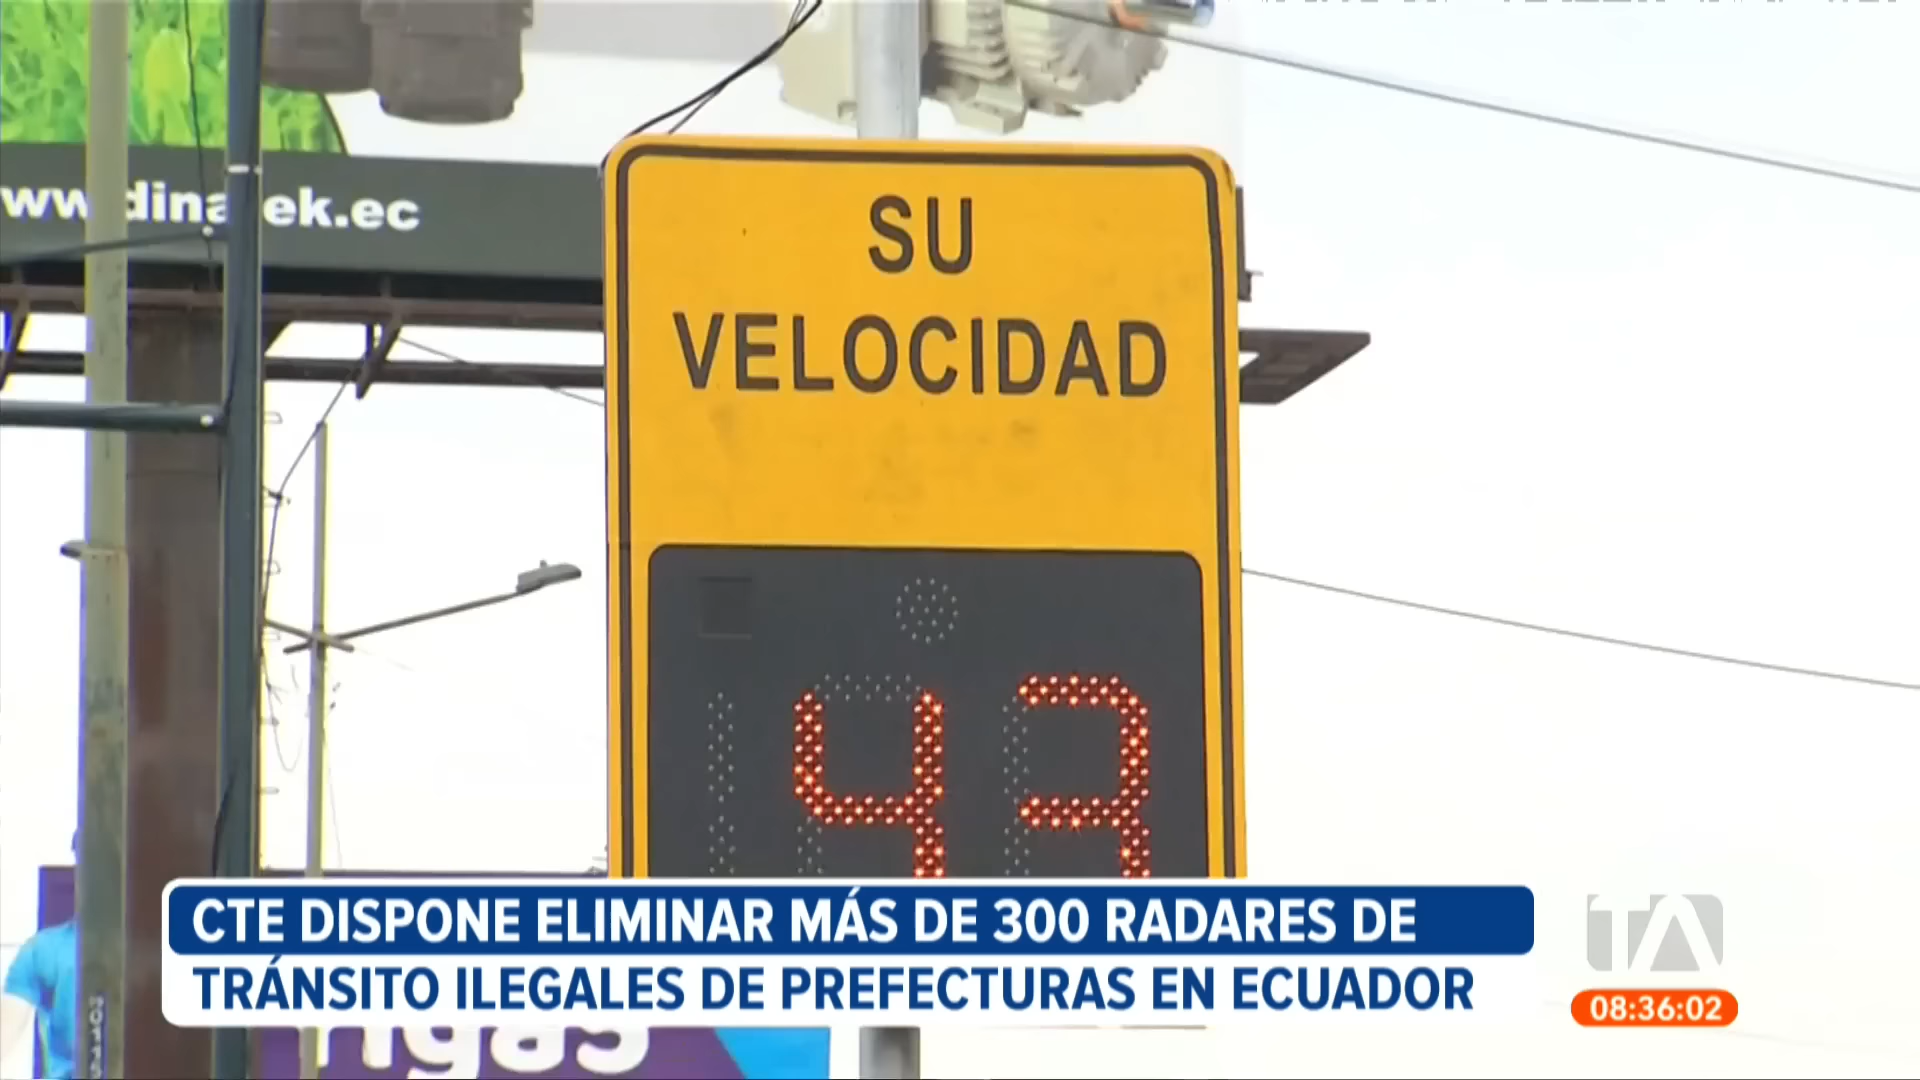 SU
VELOCIDAD
43
CTE DISPONE ELIMINAR MÁS DE 300 RADARES DE
TRÁNSITO ILEGALES DE PREFECTURAS EN ECUADOR
TA
08:36:02